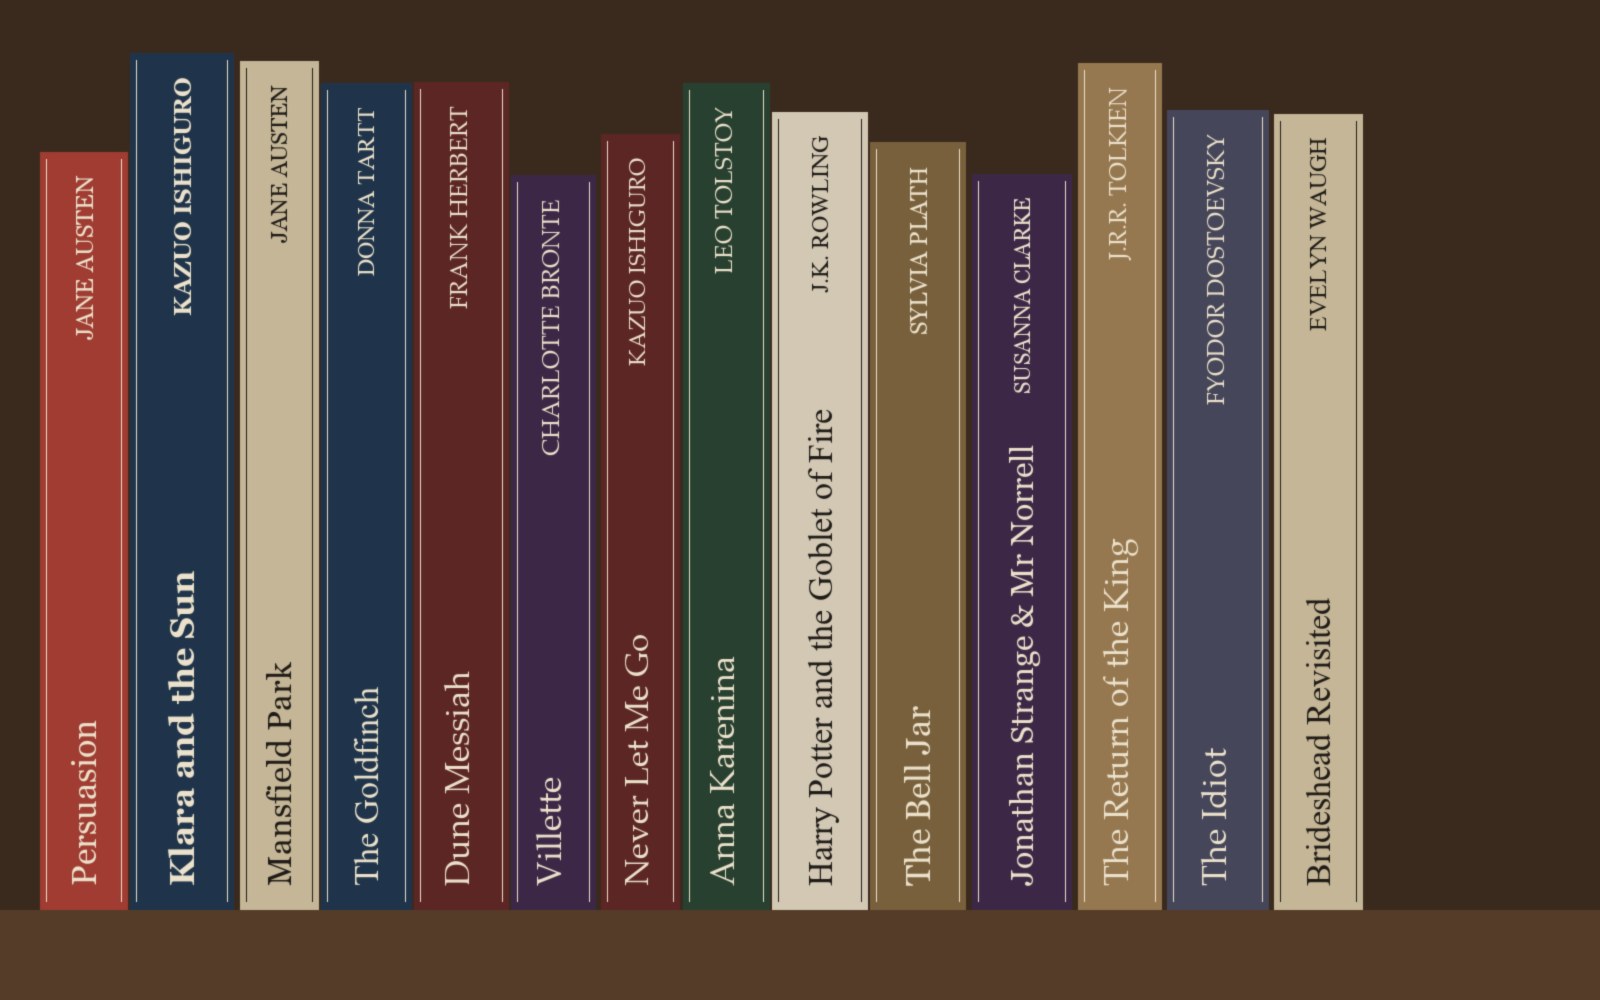 Persuasion
JANE AUSTEN
Klara and the Sun
KAZUO ISHIGURO
Mansfield Park
JANE AUSTEN
The Goldfinch
DONNA TARTT
Dune Messiah
FRANK HERBERT
Villette
CHARLOTTE BRONTE
Never Let Me Go
KAZUO ISHIGURO
Anna Karenina
LEO TOLSTOY
Harry Potter and the Goblet of Fire
J.K. ROWLING
The Bell Jar
SYLVIA PLATH
Jonathan Strange & Mr Norrell
SUSANNA CLARKE
The Return of the King
J.R.R. TOLKIEN
The Idiot
FYODOR DOSTOEVSKY
Brideshead Revisited
EVELYN WAUGH